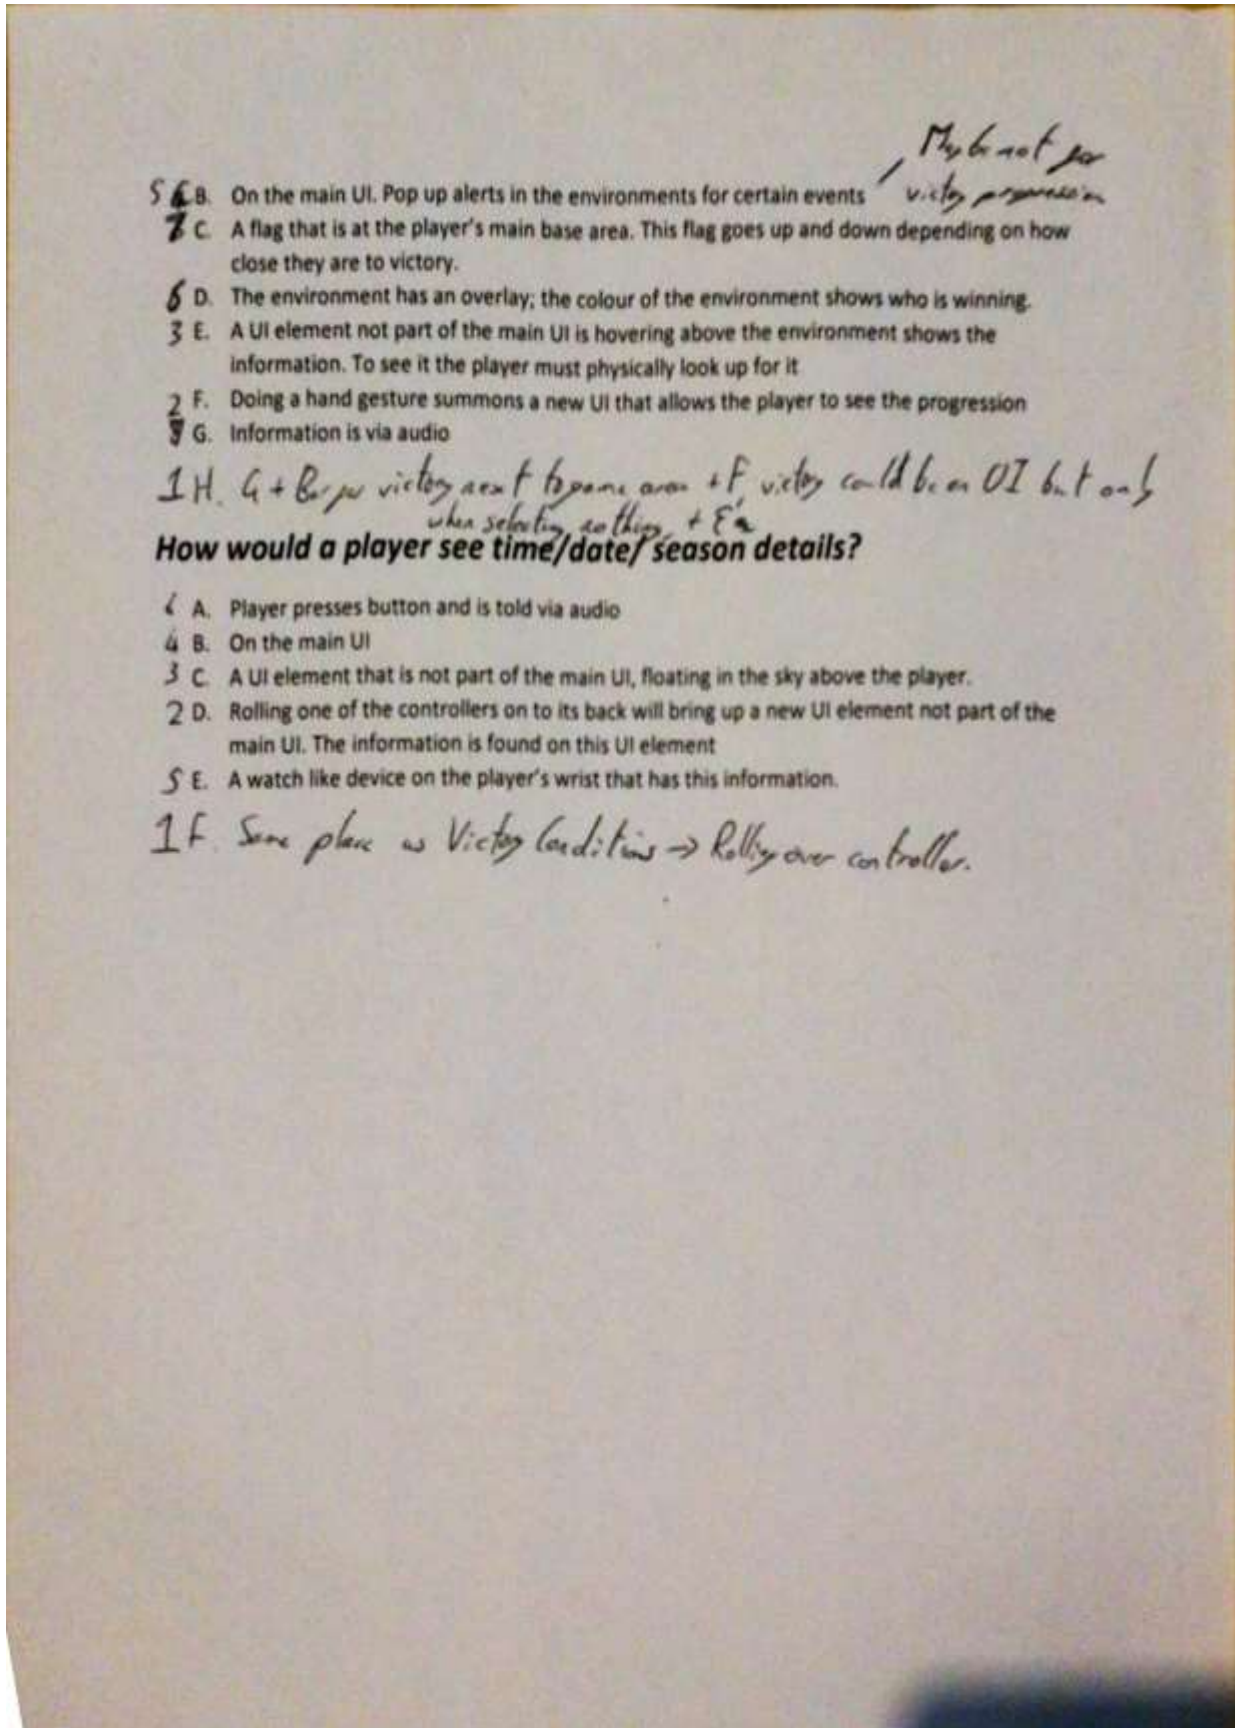 Maybe not for
5 B. On the main UI. Pop up alerts in the environments for certain events victory progression
7 C. A flag that is at the player's main base area. This flag goes up and down depending on how
close they are to victory.
6 D. The environment has an overlay; the colour of the environment shows who is winning.
3 E. A UI element not part of the main UI is hovering above the environment shows the
information. To see it the player must physically look up for it
2 F. Doing a hand gesture summons a new UI that allows the player to see the progression
G. Information is via audio
1 H. G + Bar for victory next to game area + F, victory could be on UI but only
when selecting nothing
How would a player see time/date/ season details?
A. Player presses button and is told via audio
4 B. On the main UI
3 C. A UI element that is not part of the main UI, floating in the sky above the player.
2 D. Rolling one of the controllers on to its back will bring up a new UI element not part of the
main UI. The information is found on this UI element
5 E. A watch like device on the player's wrist that has this information.
1 F. Same place as Victory Conditions → Rolling over controller.